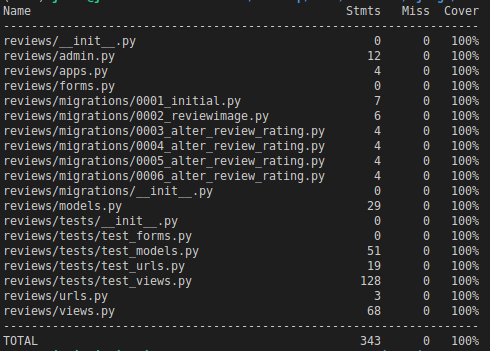 Name Stmts Miss Cover
-----------------------------------------------------------------
reviews/__init__.py 0 0 100%
reviews/admin.py 12 0 100%
reviews/apps.py 4 0 100%
reviews/forms.py 0 0 100%
reviews/migrations/0001_initial.py 7 0 100%
reviews/migrations/0002_reviewimage.py 6 0 100%
reviews/migrations/0003_alter_review_rating.py 4 0 100%
reviews/migrations/0004_alter_review_rating.py 4 0 100%
reviews/migrations/0005_alter_review_rating.py 4 0 100%
reviews/migrations/0006_alter_review_rating.py 4 0 100%
reviews/migrations/__init__.py 0 0 100%
reviews/models.py 29 0 100%
reviews/tests/__init__.py 0 0 100%
reviews/tests/test_forms.py 0 0 100%
reviews/tests/test_models.py 51 0 100%
reviews/tests/test_urls.py 19 0 100%
reviews/tests/test_views.py 128 0 100%
reviews/urls.py 3 0 100%
reviews/views.py 68 0 100%
-----------------------------------------------------------------
TOTAL 343 0 100%